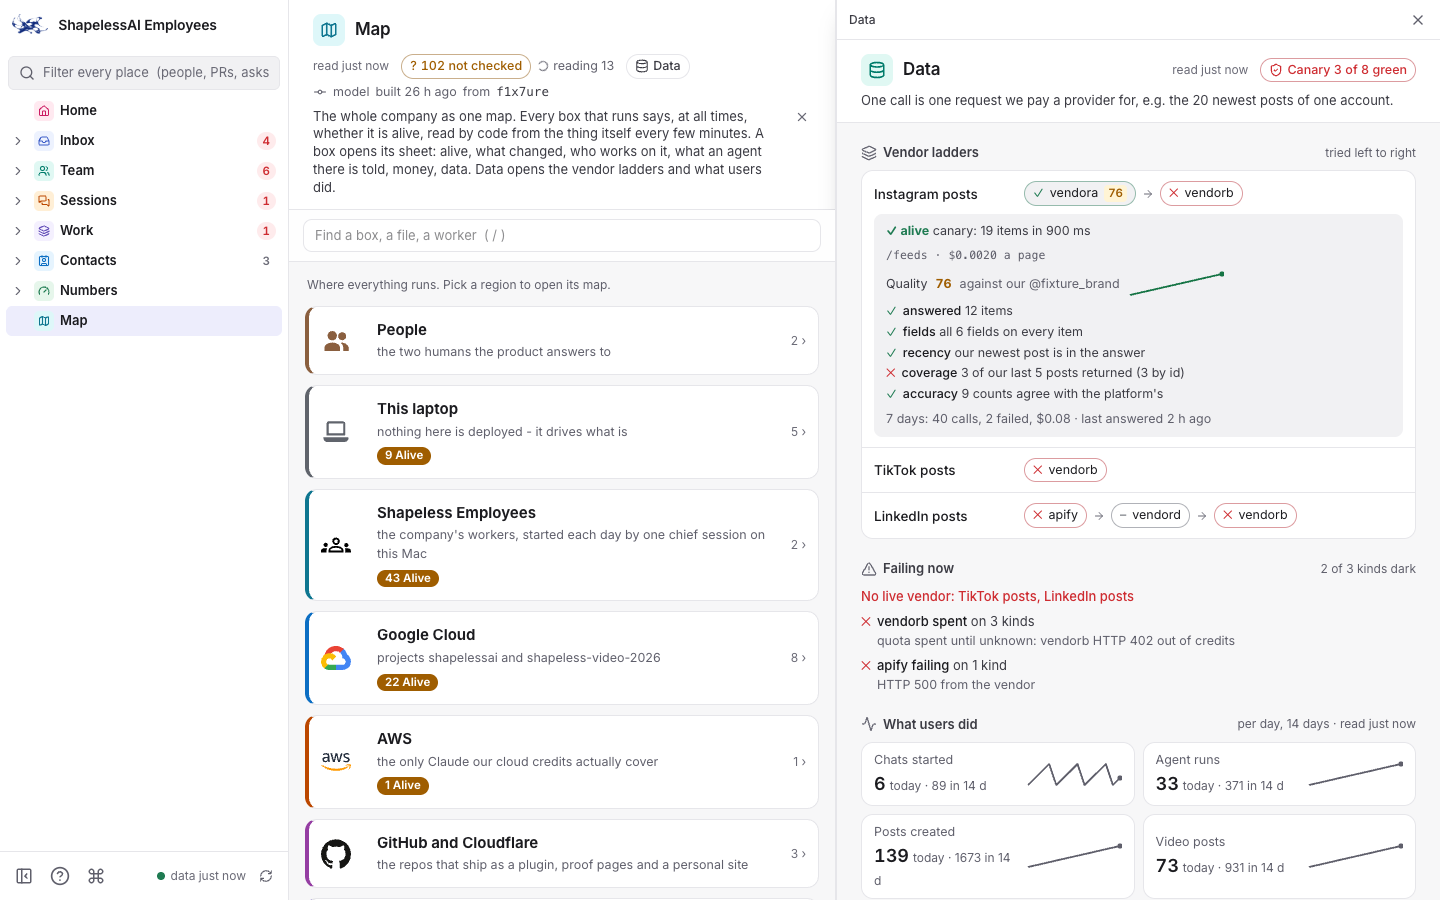 ShapelessAI Employees
Filter every place (people, PRs, asks
Home
Inbox 4
Team 6
Sessions 1
Work 1
Contacts 3
Numbers
Map
data just now
Map
read just now ? 102 not checked reading 13 Data
model built 26 h ago from f1x7ure
The whole company as one map. Every box that runs says, at all times,
whether it is alive, read by code from the thing itself every few minutes. A
box opens its sheet: alive, what changed, who works on it, what an agent
there is told, money, data. Data opens the vendor ladders and what users
did.
Find a box, a file, a worker ( / )
Where everything runs. Pick a region to open its map.
People
the two humans the product answers to
2 ›
This laptop
nothing here is deployed - it drives what is
9 Alive
5 ›
Shapeless Employees
the company's workers, started each day by one chief session on
this Mac
43 Alive
2 ›
Google Cloud
projects shapelessai and shapeless-video-2026
22 Alive
8 ›
aws
AWS
the only Claude our cloud credits actually cover
1 Alive
1 ›
GitHub and Cloudflare
the repos that ship as a plugin, proof pages and a personal site
3 ›
Data
Data
read just now Canary 3 of 8 green
One call is one request we pay a provider for, e.g. the 20 newest posts of one account.
Vendor ladders tried left to right
Instagram posts ✓ vendora 76 → ✕ vendorb
✓ alive canary: 19 items in 900 ms
/feeds · $0.0020 a page
Quality 76 against our @fixture_brand
✓ answered 12 items
✓ fields all 6 fields on every item
✓ recency our newest post is in the answer
✕ coverage 3 of our last 5 posts returned (3 by id)
✓ accuracy 9 counts agree with the platform's
7 days: 40 calls, 2 failed, $0.08 · last answered 2 h ago
TikTok posts ✕ vendorb
LinkedIn posts ✕ apify → – vendord → ✕ vendorb
Failing now 2 of 3 kinds dark
No live vendor: TikTok posts, LinkedIn posts
✕ vendorb spent on 3 kinds
quota spent until unknown: vendorb HTTP 402 out of credits
✕ apify failing on 1 kind
HTTP 500 from the vendor
What users did per day, 14 days · read just now
Chats started
6 today · 89 in 14 d
Agent runs
33 today · 371 in 14 d
Posts created
139 today · 1673 in 14
d
Video posts
73 today · 931 in 14 d